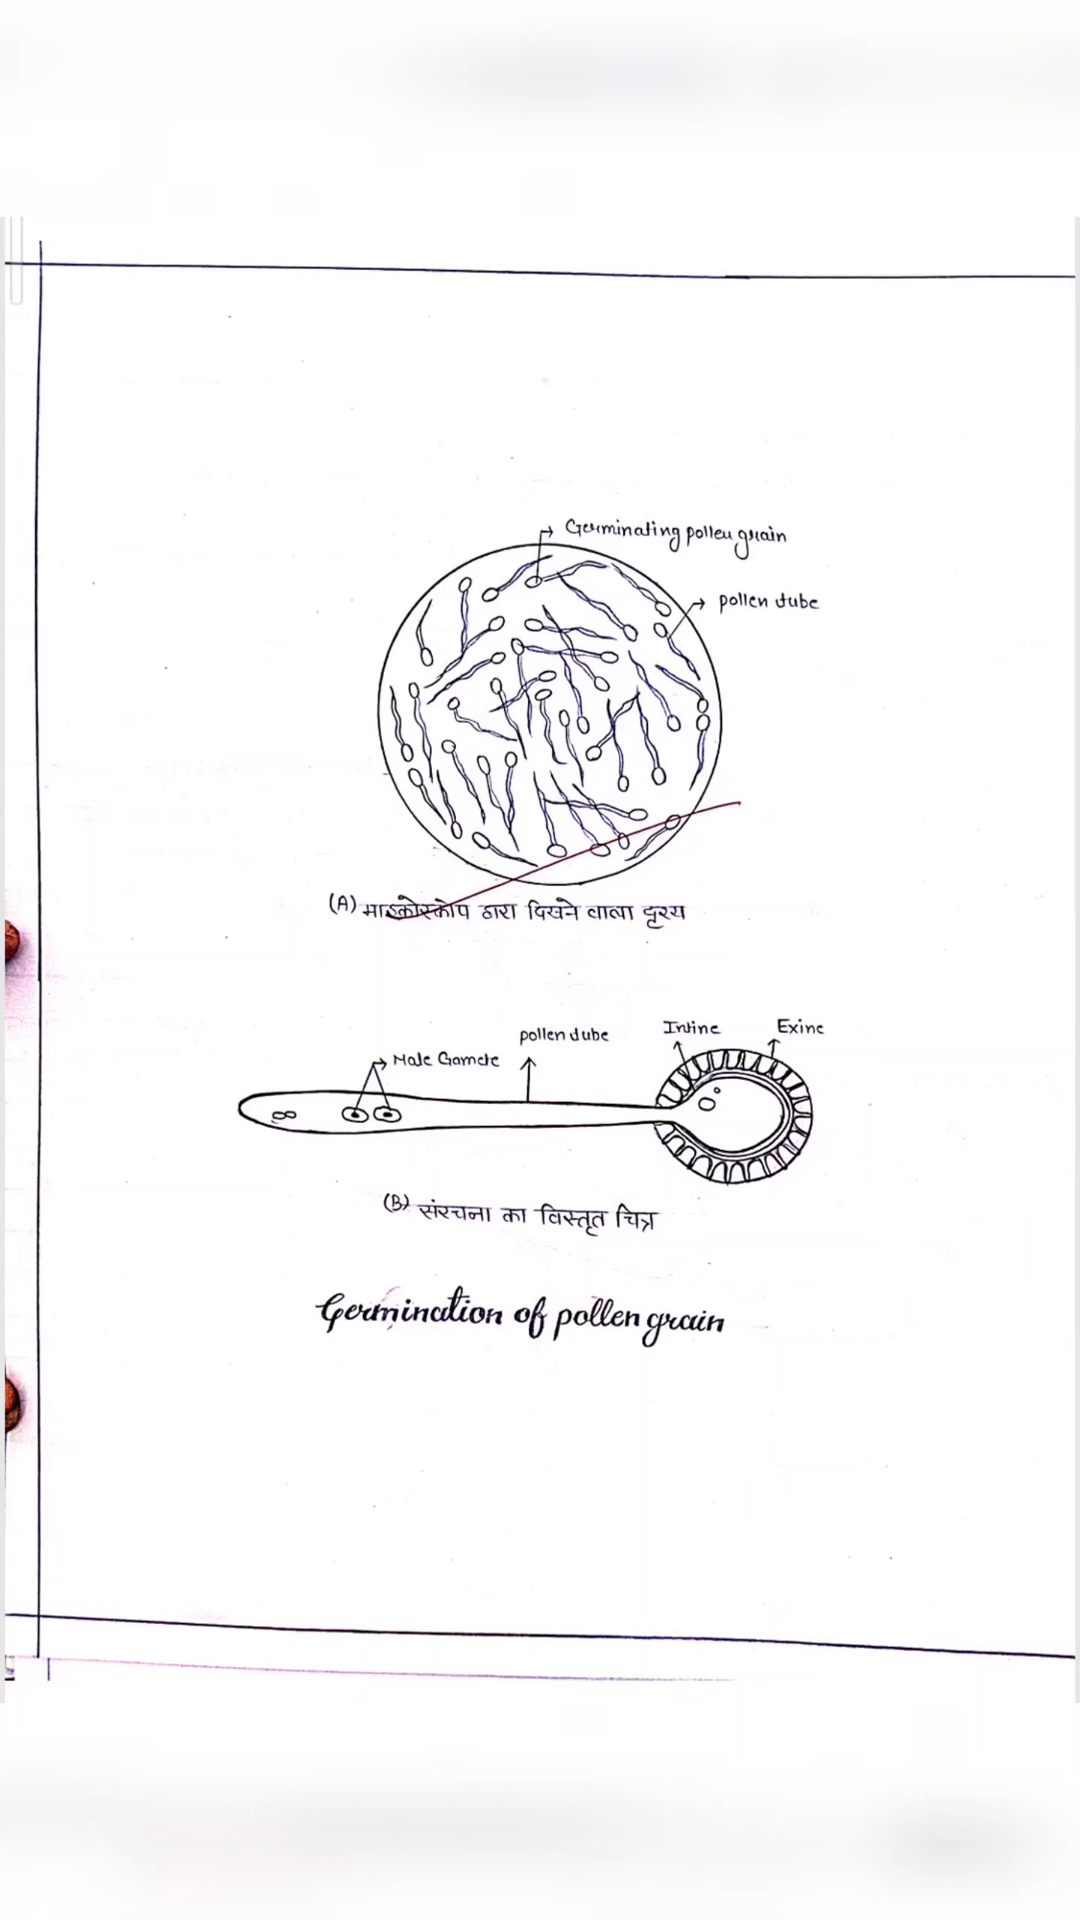 Germinating pollen grain
pollen tube
(A) माइक्रोस्कोप द्वारा दिखने वाला दृश्य
Intine Exine
pollen tube
Male Gamete
(B) संरचना का विस्तृत चित्र
Germination of pollen grain